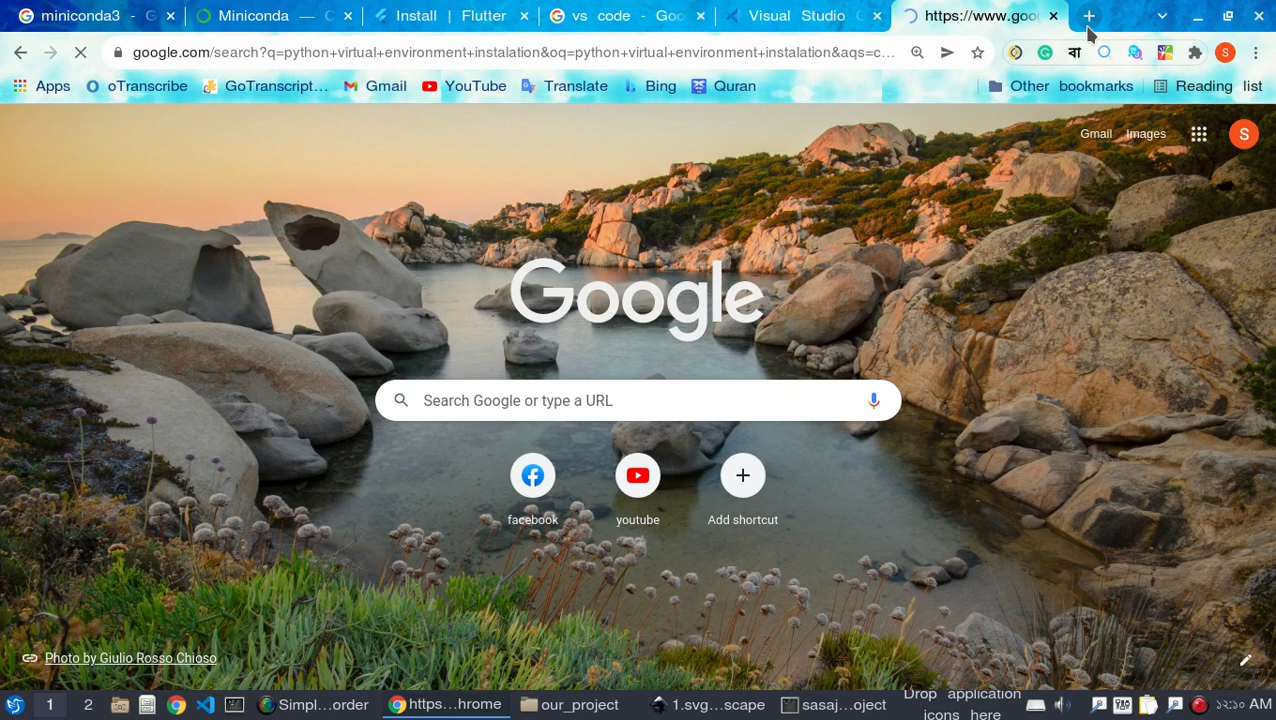 miniconda3 - G
Miniconda — C
Install | Flutter
vs code - Goo
Visual Studio C
https://www.goog
google.com/search?q=python+virtual+environment+instalation&oq=python+virtual+environment+instalation&aqs=c...
বা
S
Apps
oTranscribe
GoTranscript...
Gmail
YouTube
Translate
Bing
Quran
Other bookmarks
Reading list
Gmail
Images
S
Google
Search Google or type a URL
facebook
youtube
Add shortcut
Photo by Giulio Rosso Chioso
1
2
Simpl...order
https...hrome
our_project
1.svg...scape
sasaj...oject
Drop application
icons here
১২:১০ AM